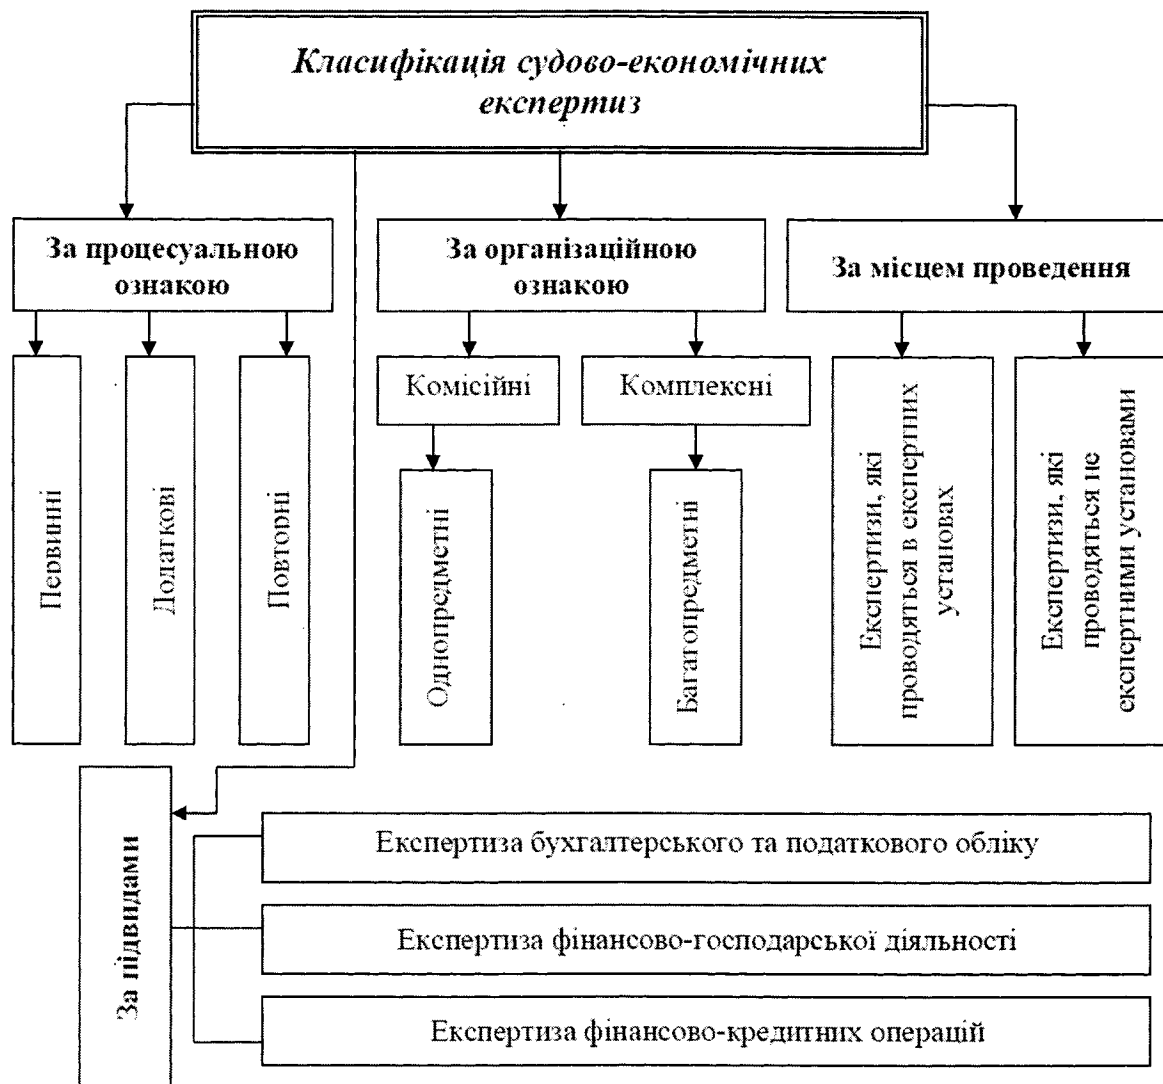 Класифікація судово-економічних
експертиз
За процесуальною
ознакою
За організаційною
ознакою
За місцем проведення
Первинні
Додаткові
Повторні
Комісійні
Комплексні
Однопредметні
Багатопредметні
Експертизи, які
проводяться в експертних
установах
Експертизи, які
проводяться не
експертними установами
За підвидами
Експертиза бухгалтерського та податкового обліку
Експертиза фінансово-господарської діяльності
Експертиза фінансово-кредитних операцій